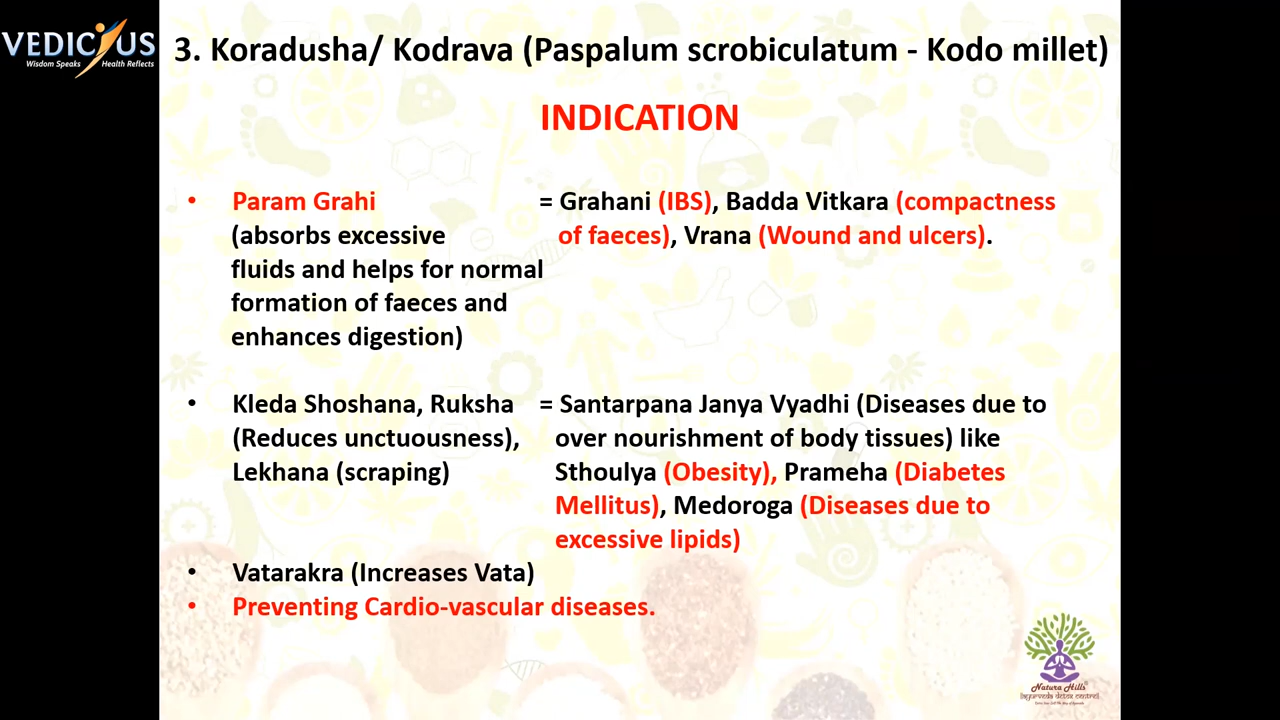 VEDICUS
Wisdom Speaks Health Reflects
3. Koradusha/ Kodrava (Paspalum scrobiculatum - Kodo millet)
INDICATION
• Param Grahi = Grahani (IBS), Badda Vitkara (compactness
(absorbs excessive of faeces), Vrana (Wound and ulcers).
fluids and helps for normal
formation of faeces and
enhances digestion)
• Kleda Shoshana, Ruksha = Santarpana Janya Vyadhi (Diseases due to
(Reduces unctuousness), over nourishment of body tissues) like
Lekhana (scraping) Sthoulya (Obesity), Prameha (Diabetes
Mellitus), Medoroga (Diseases due to
excessive lipids)
• Vatarakra (Increases Vata)
• Preventing Cardio-vascular diseases.
Natura Hills
(ayurveda detox centre)